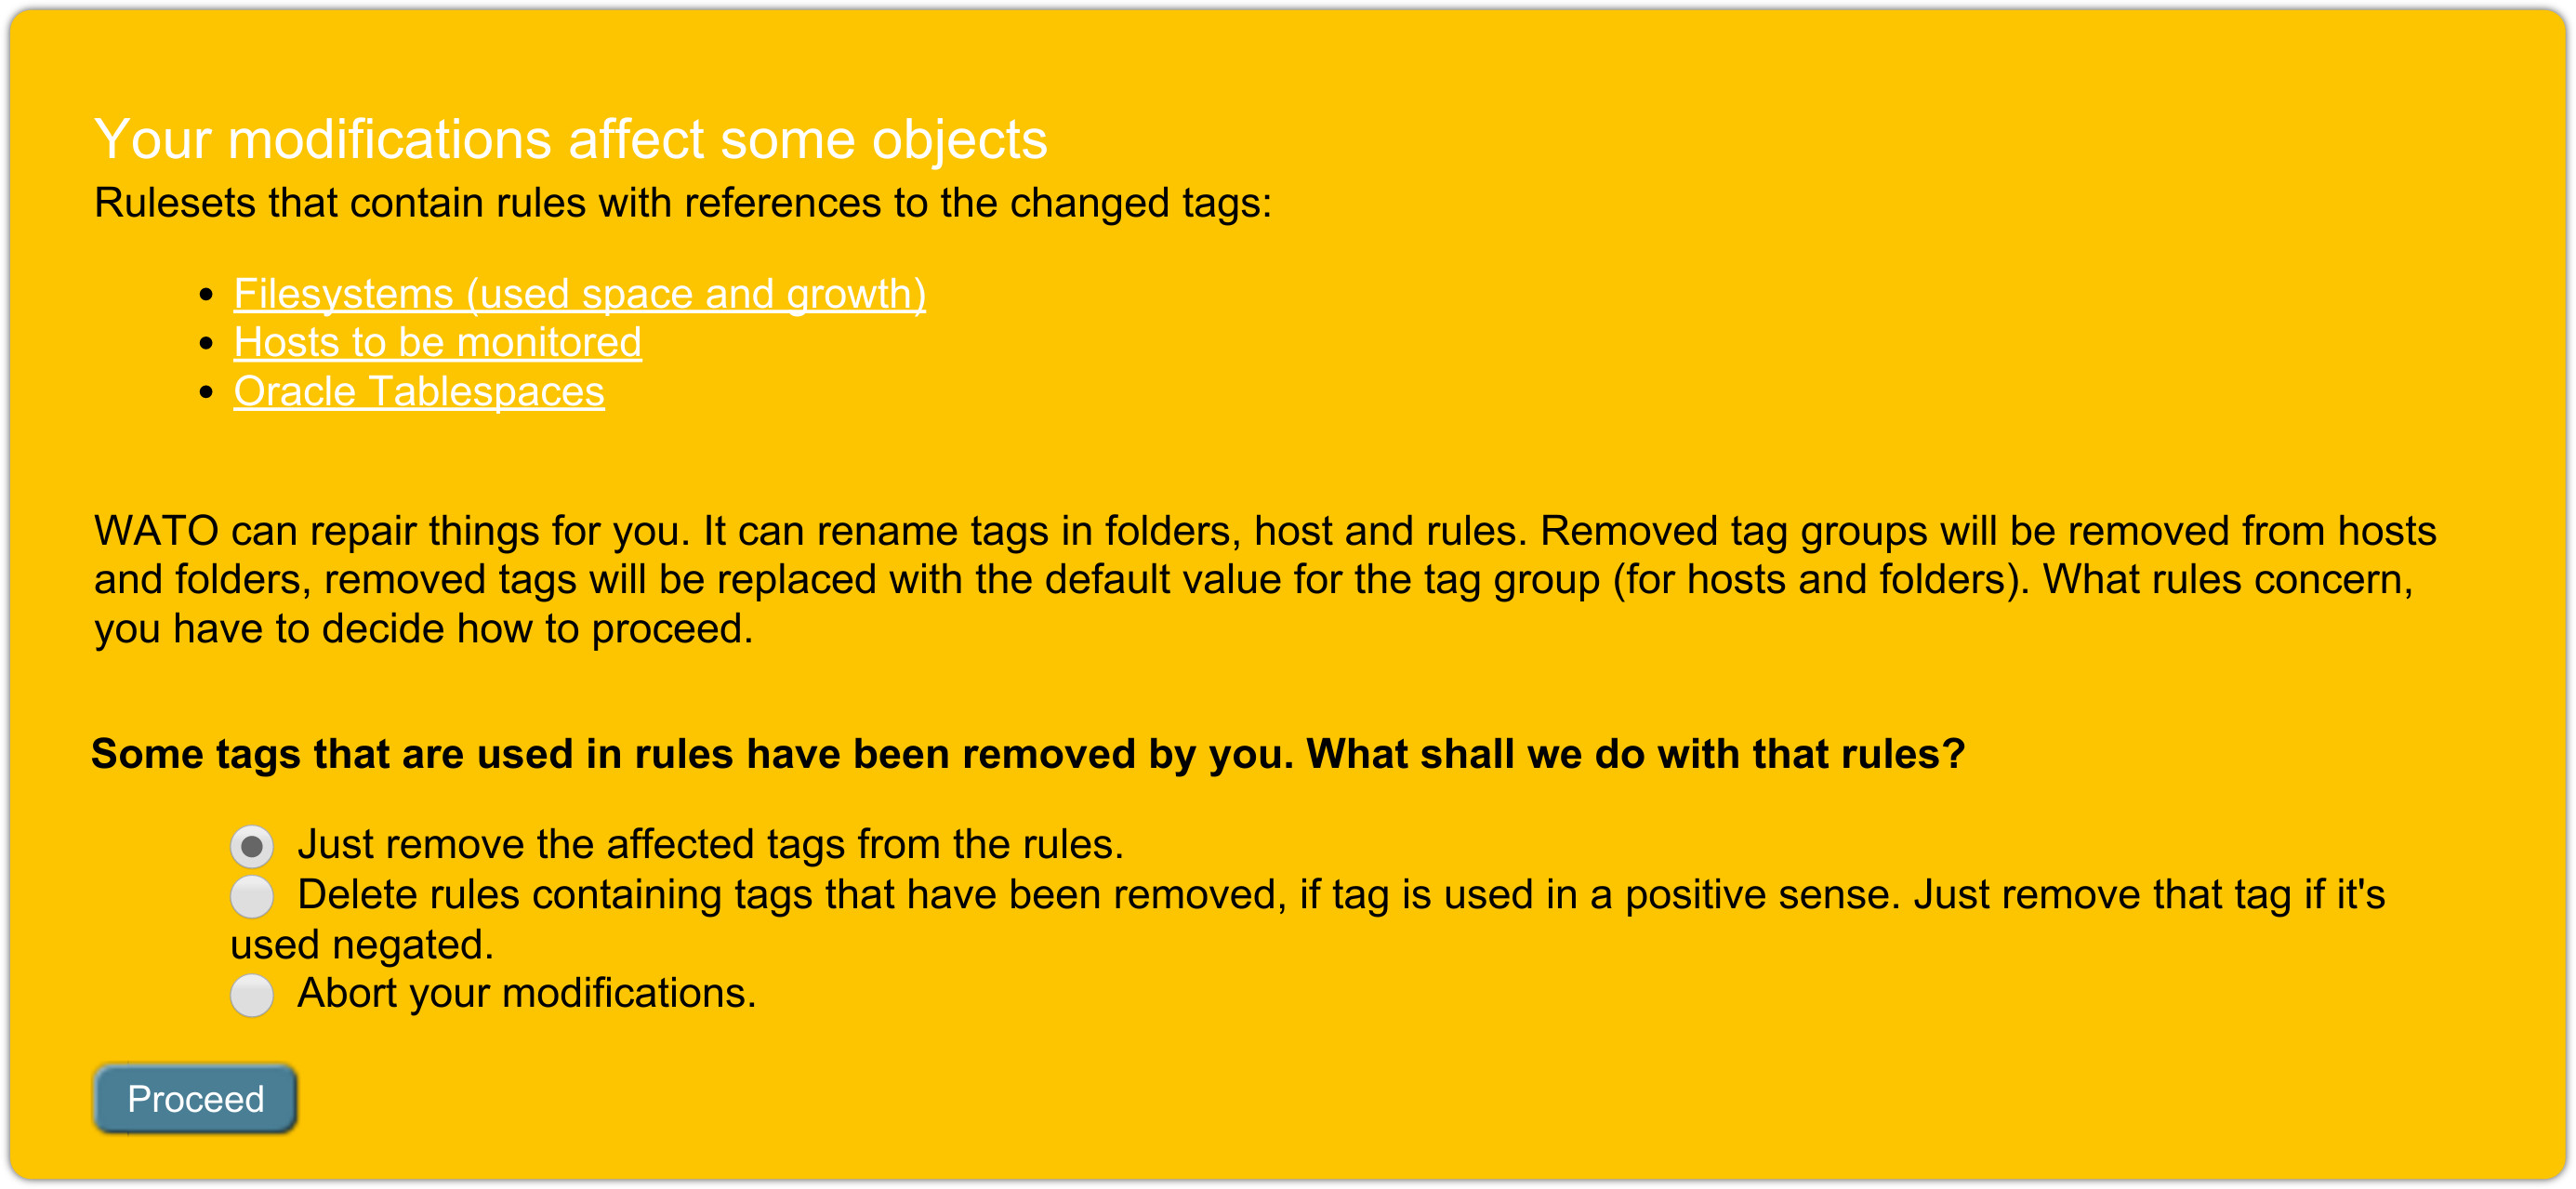 Your modifications affect some objects
Rulesets that contain rules with references to the changed tags:
Filesystems (used space and growth)
Hosts to be monitored
Oracle Tablespaces
WATO can repair things for you. It can rename tags in folders, host and rules. Removed tag groups will be removed from hosts
and folders, removed tags will be replaced with the default value for the tag group (for hosts and folders). What rules concern,
you have to decide how to proceed.
Some tags that are used in rules have been removed by you. What shall we do with that rules?
Just remove the affected tags from the rules.
Delete rules containing tags that have been removed, if tag is used in a positive sense. Just remove that tag if it's
used negated.
Abort your modifications.
Proceed